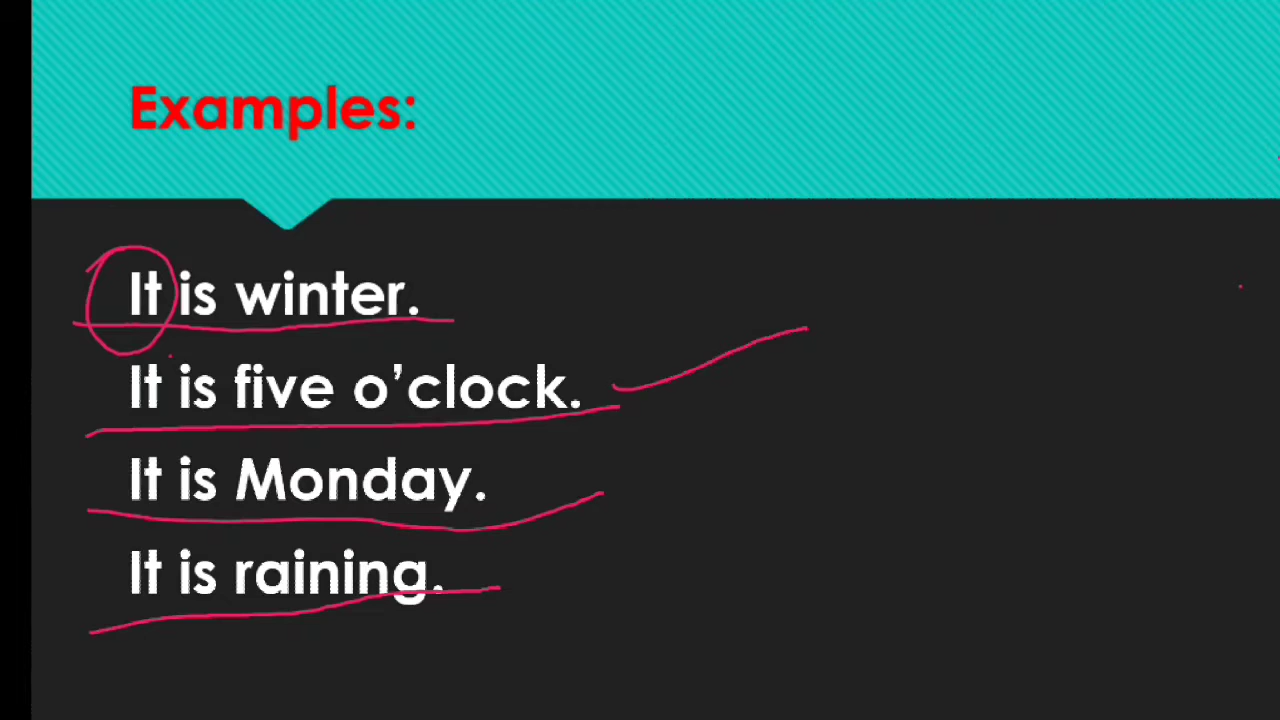 Examples:
It is winter.
It is five o’clock.
It is Monday.
It is raining.